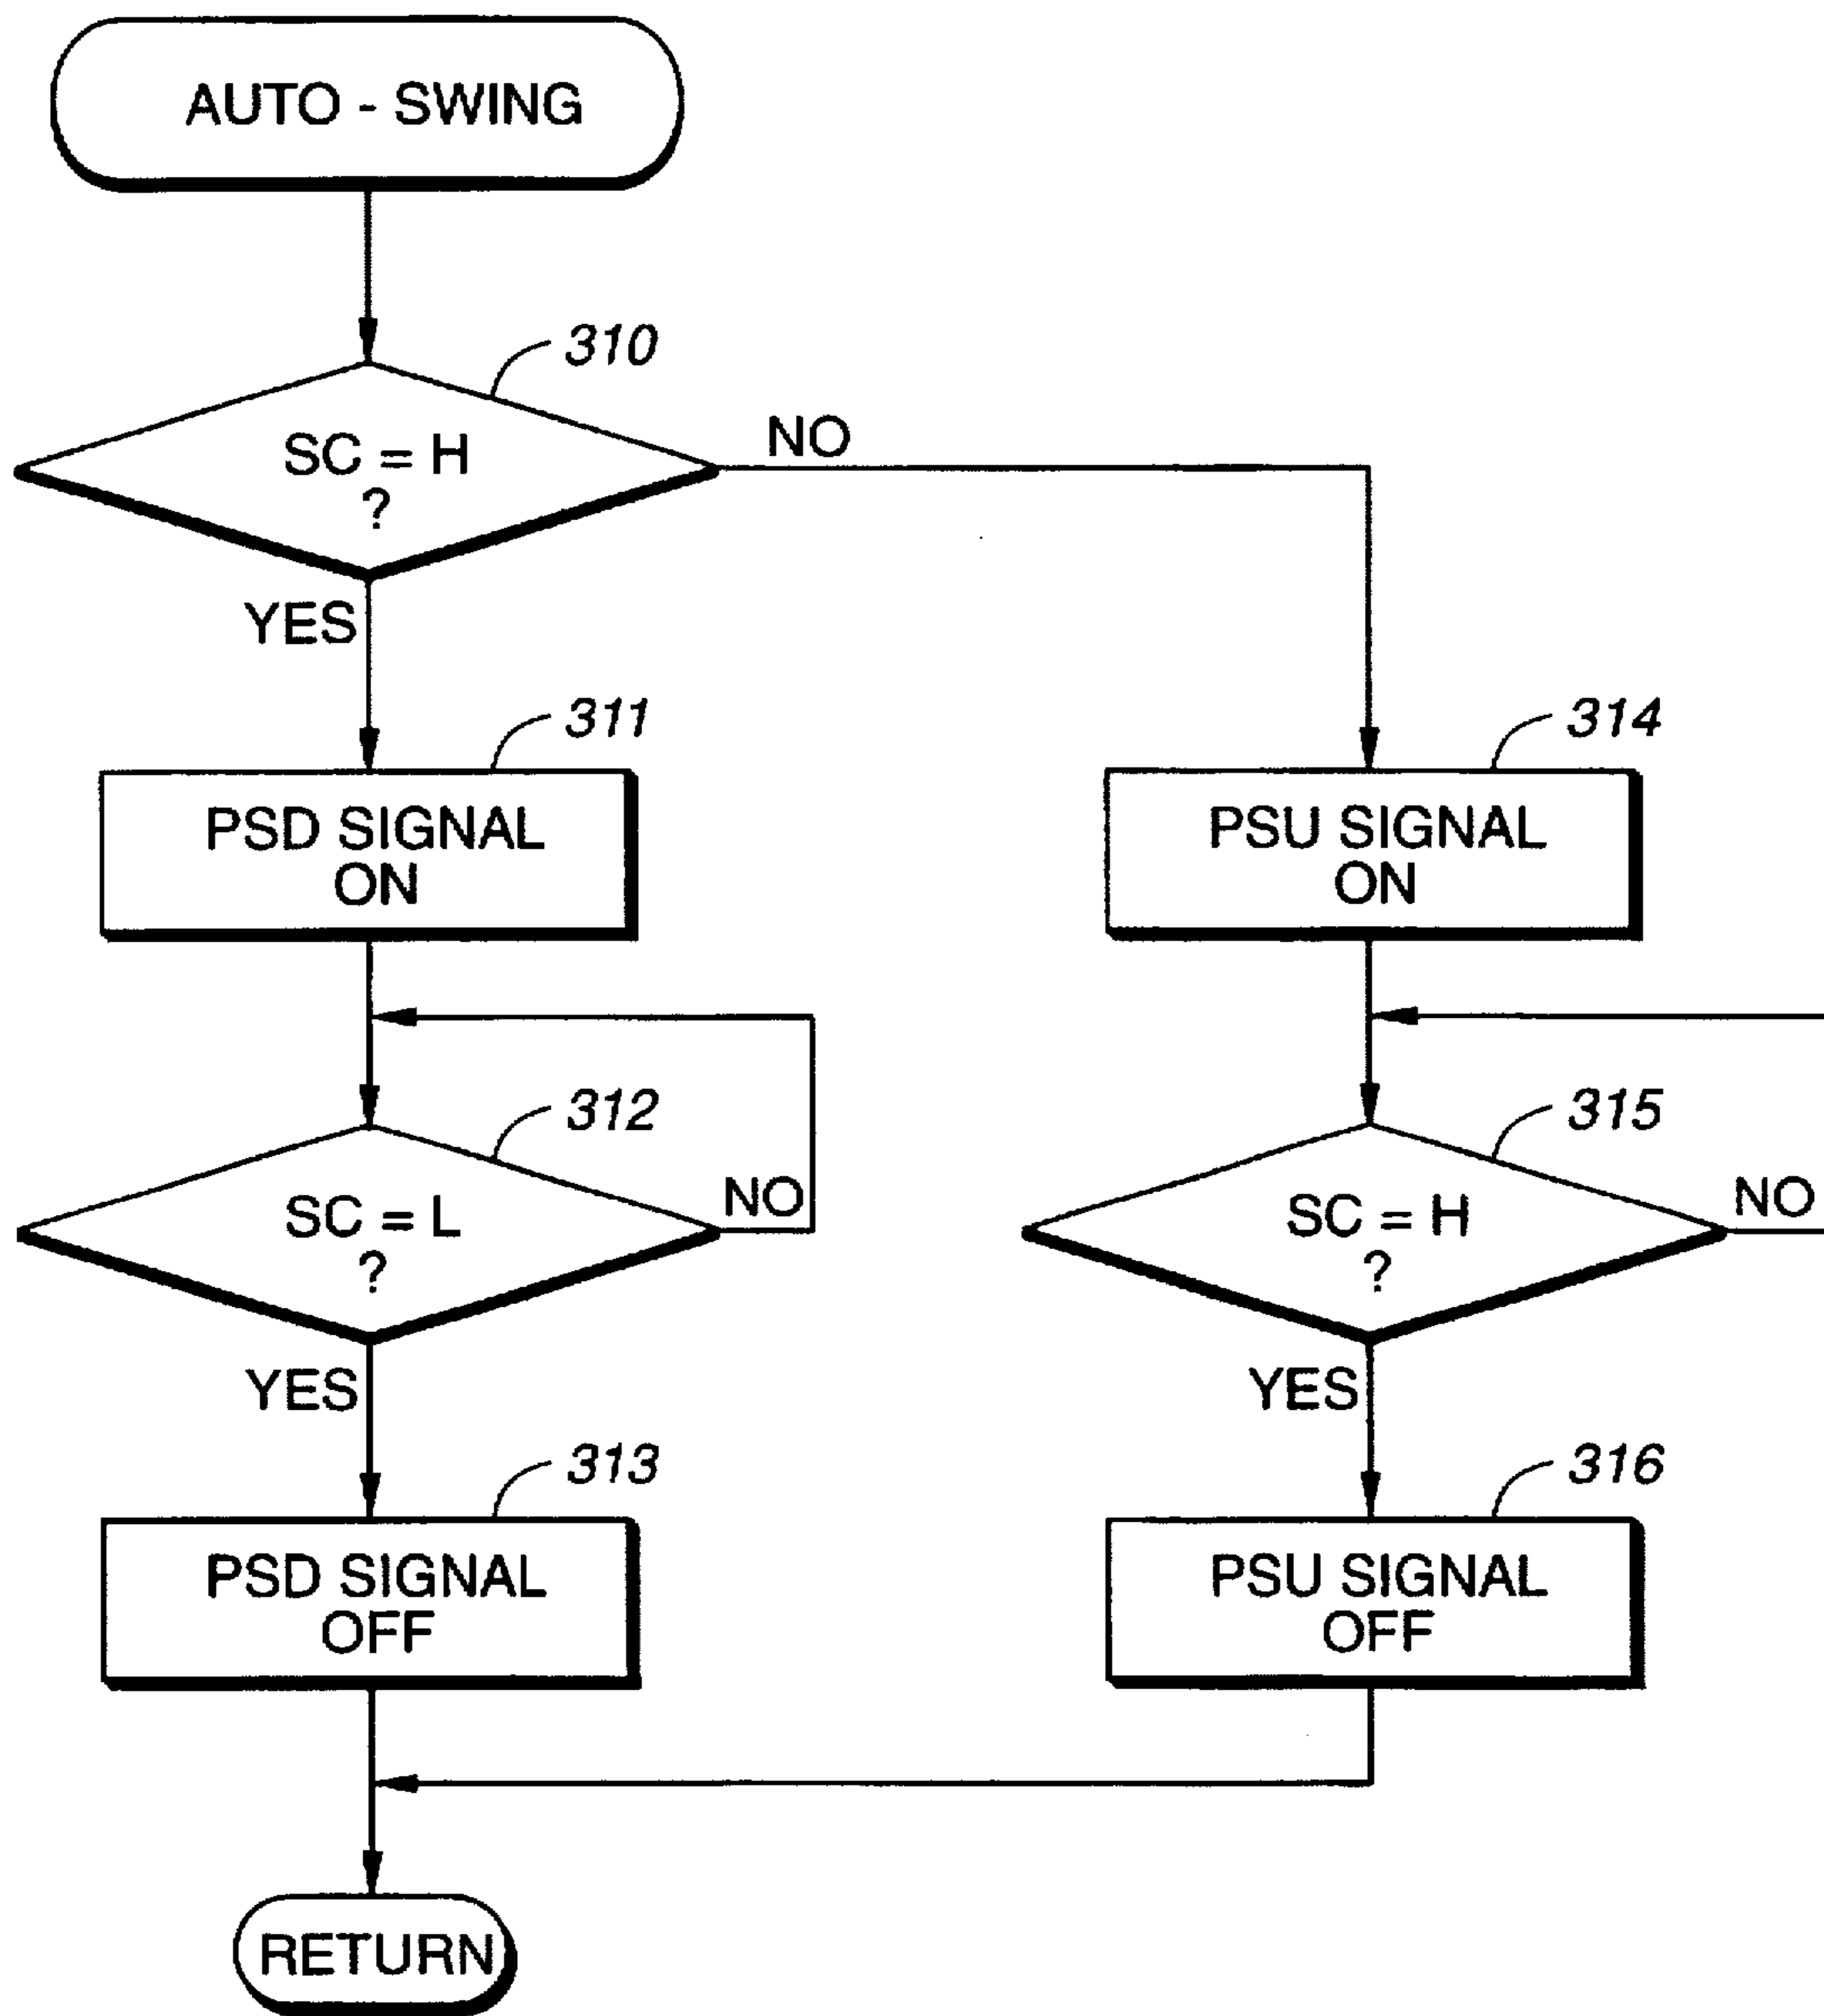 AUTO - SWING
310
SC = H
?
NO
YES
311
PSD SIGNAL
ON
312
SC = L
?
NO
YES
313
PSD SIGNAL
OFF
314
PSU SIGNAL
ON
315
SC = H
?
NO
YES
316
PSU SIGNAL
OFF
RETURN